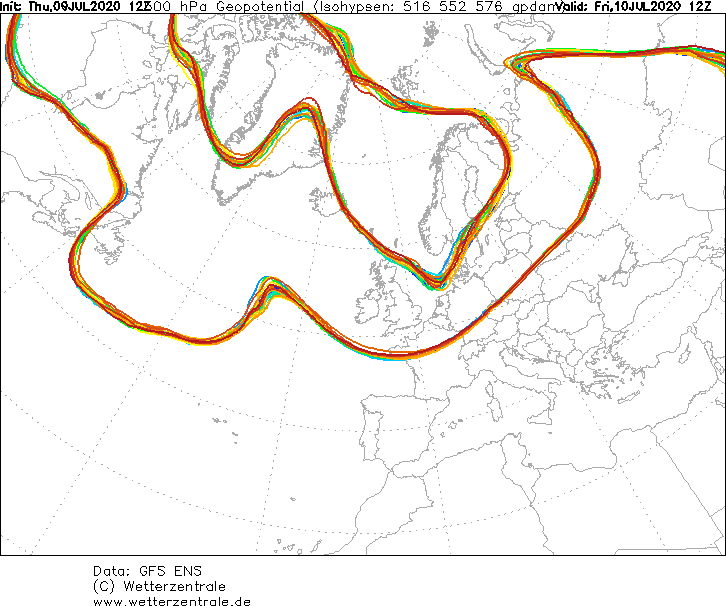 Init: Thu,09JUL2020 12Z 500 hPa Geopotential (Isohypsen: 516 552 576 gpdam Valid: Fri,10JUL2020 12Z
Data: GFS ENS
(C) Wetterzentrale
www.wetterzentrale.de